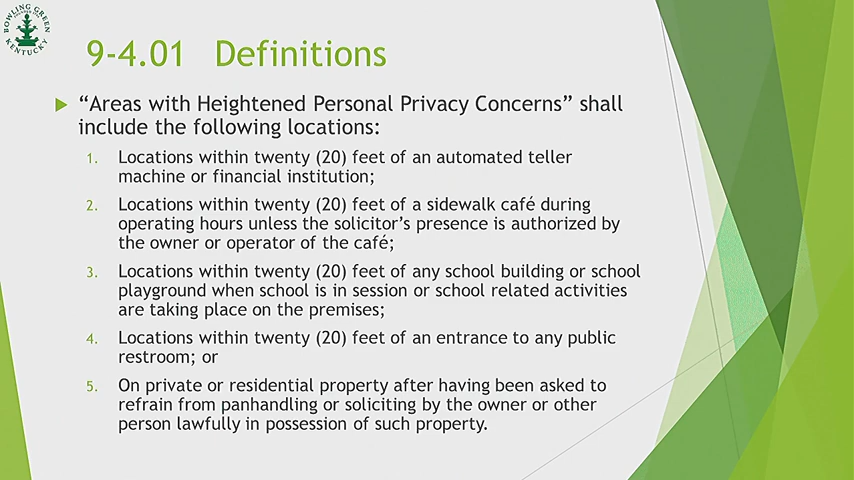 BOWLING GREEN
KENTUCKY
9-4.01 Definitions
“Areas with Heightened Personal Privacy Concerns” shall
include the following locations:
1. Locations within twenty (20) feet of an automated teller
machine or financial institution;
2. Locations within twenty (20) feet of a sidewalk café during
operating hours unless the solicitor’s presence is authorized by
the owner or operator of the café;
3. Locations within twenty (20) feet of any school building or school
playground when school is in session or school related activities
are taking place on the premises;
4. Locations within twenty (20) feet of an entrance to any public
restroom; or
5. On private or residential property after having been asked to
refrain from panhandling or soliciting by the owner or other
person lawfully in possession of such property.